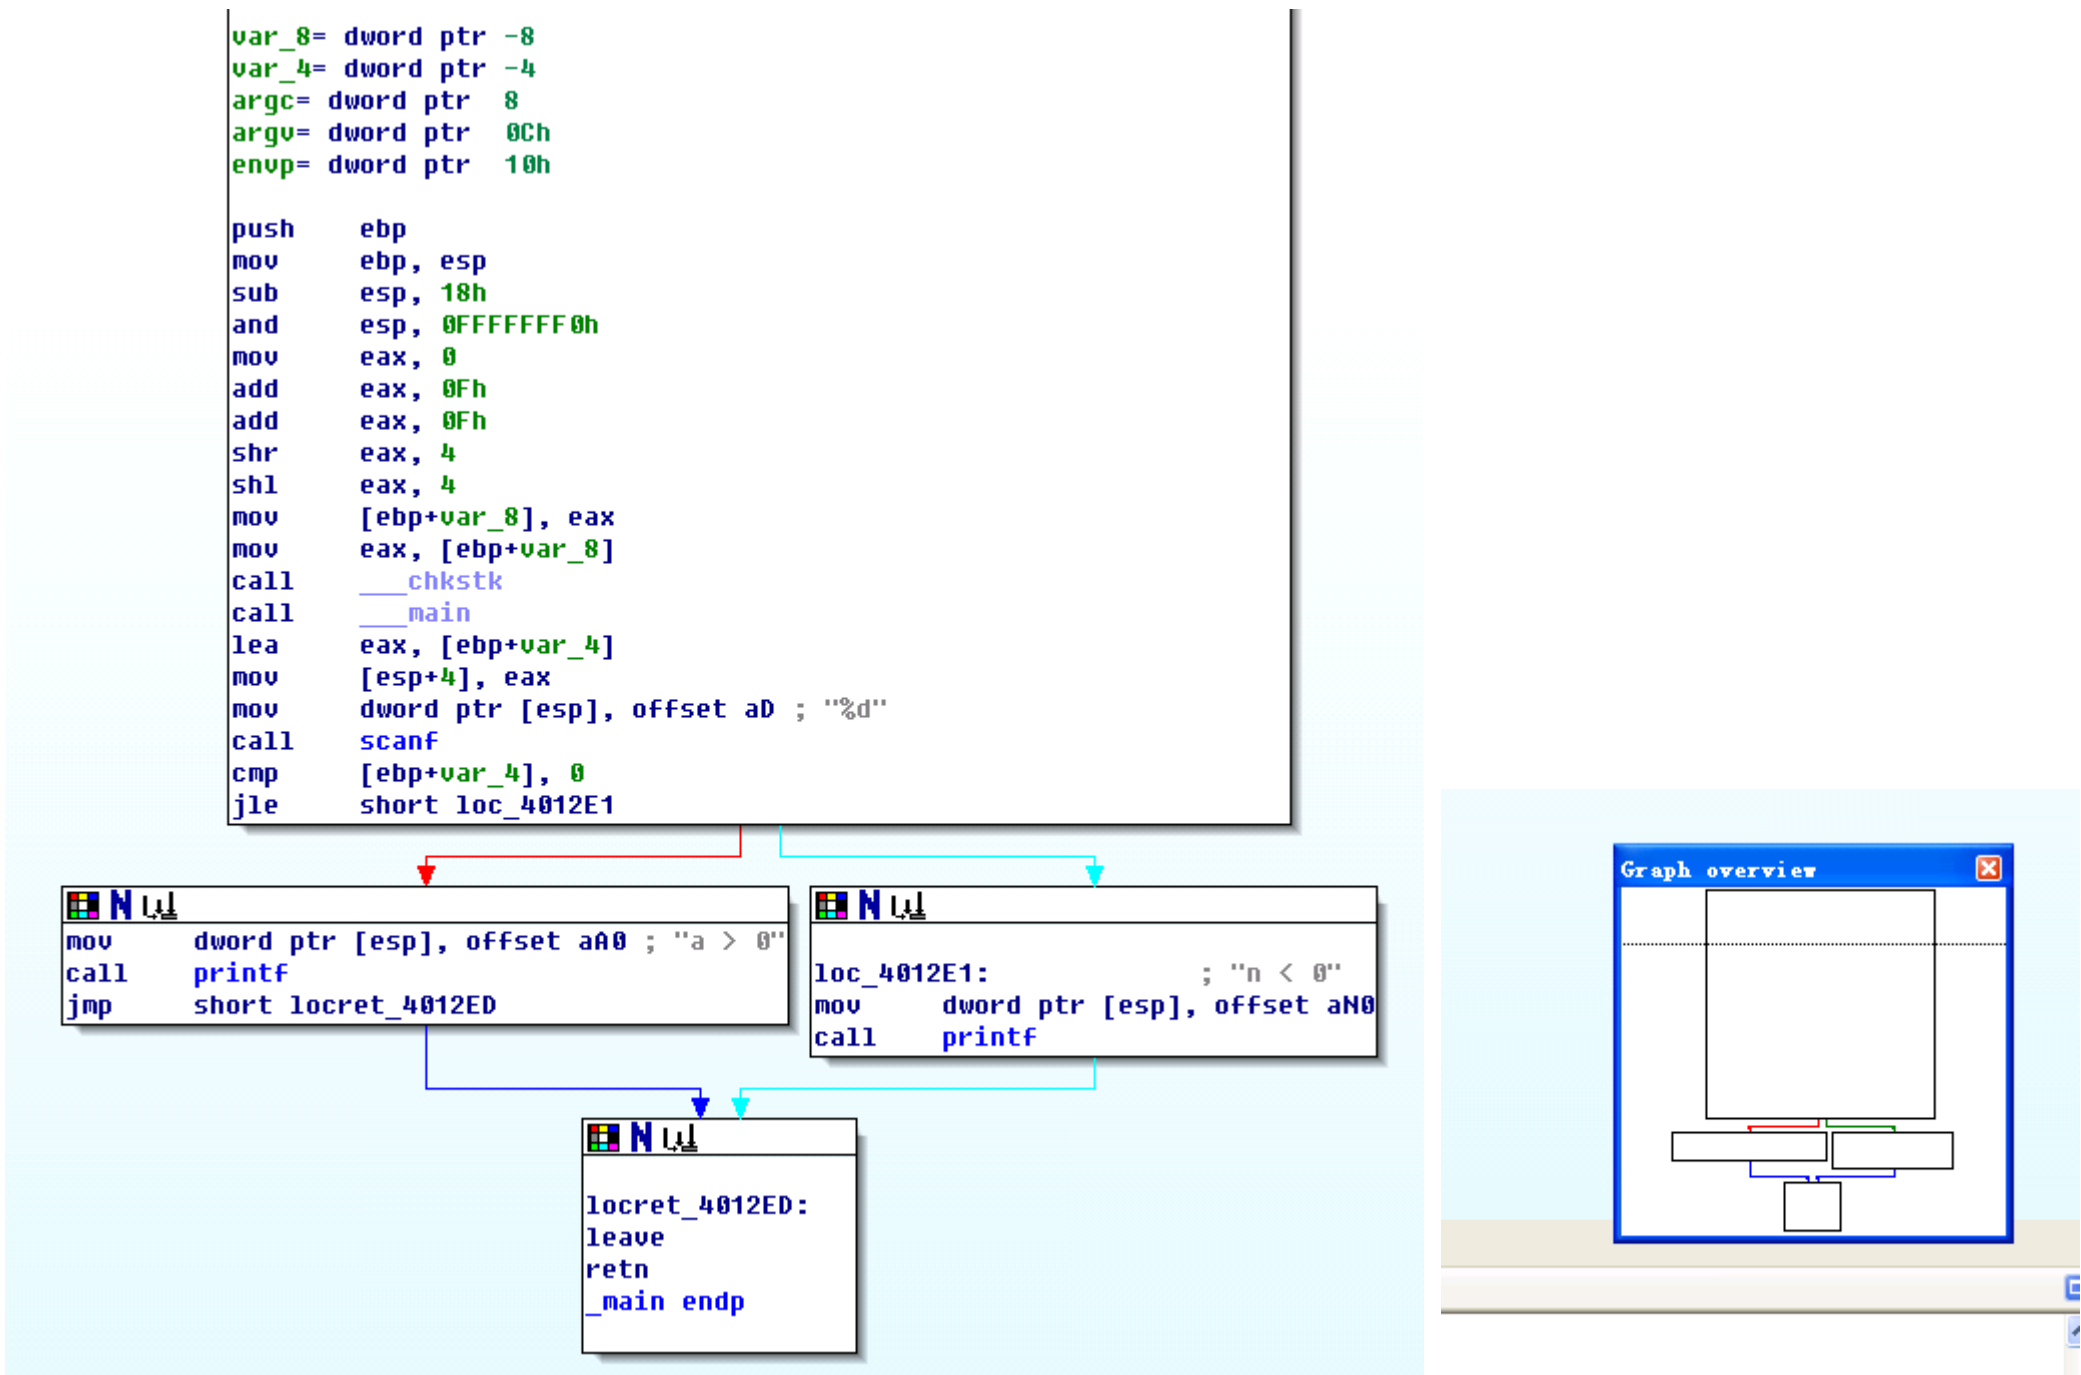 var_8= dword ptr -8
var_4= dword ptr -4
argc= dword ptr  8
argv= dword ptr  0Ch
envp= dword ptr  10h
push    ebp
mov     ebp, esp
sub     esp, 18h
and     esp, 0FFFFFFF0h
mov     eax, 0
add     eax, 0Fh
add     eax, 0Fh
shr     eax, 4
shl     eax, 4
mov     [ebp+var_8], eax
mov     eax, [ebp+var_8]
call    ___chkstk
call    ___main
lea     eax, [ebp+var_4]
mov     [esp+4], eax
mov     dword ptr [esp], offset aD ; "%d"
call    scanf
cmp     [ebp+var_4], 0
jle     short loc_4012E1
N
mov     dword ptr [esp], offset aA0 ; "a > 0"
call    printf
jmp     short locret_4012ED
N
loc_4012E1:             ; "n < 0"
mov     dword ptr [esp], offset aN0
call    printf
N
locret_4012ED:
leave
retn
_main endp
Graph overview